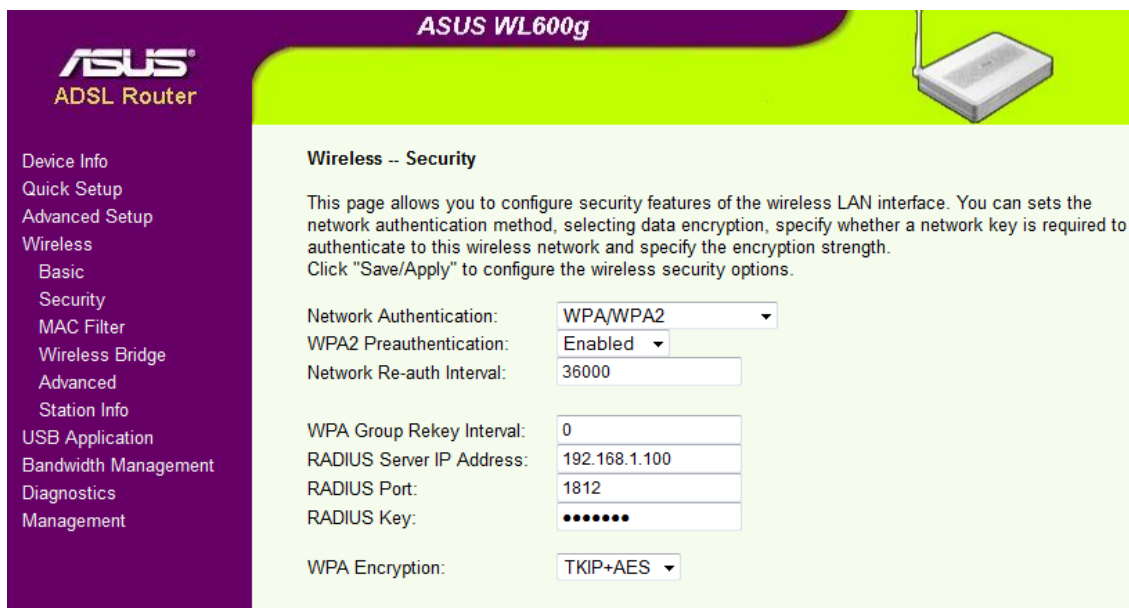 ASUS WL600g
ASUS®
ADSL Router
Device Info
Quick Setup
Advanced Setup
Wireless
Basic
Security
MAC Filter
Wireless Bridge
Advanced
Station Info
USB Application
Bandwidth Management
Diagnostics
Management
Wireless -- Security
This page allows you to configure security features of the wireless LAN interface. You can sets the
network authentication method, selecting data encryption, specify whether a network key is required to
authenticate to this wireless network and specify the encryption strength.
Click "Save/Apply" to configure the wireless security options.
Network Authentication: WPA/WPA2
WPA2 Preauthentication: Enabled
Network Re-auth Interval: 36000
WPA Group Rekey Interval: 0
RADIUS Server IP Address: 192.168.1.100
RADIUS Port: 1812
RADIUS Key: •••••••
WPA Encryption: TKIP+AES